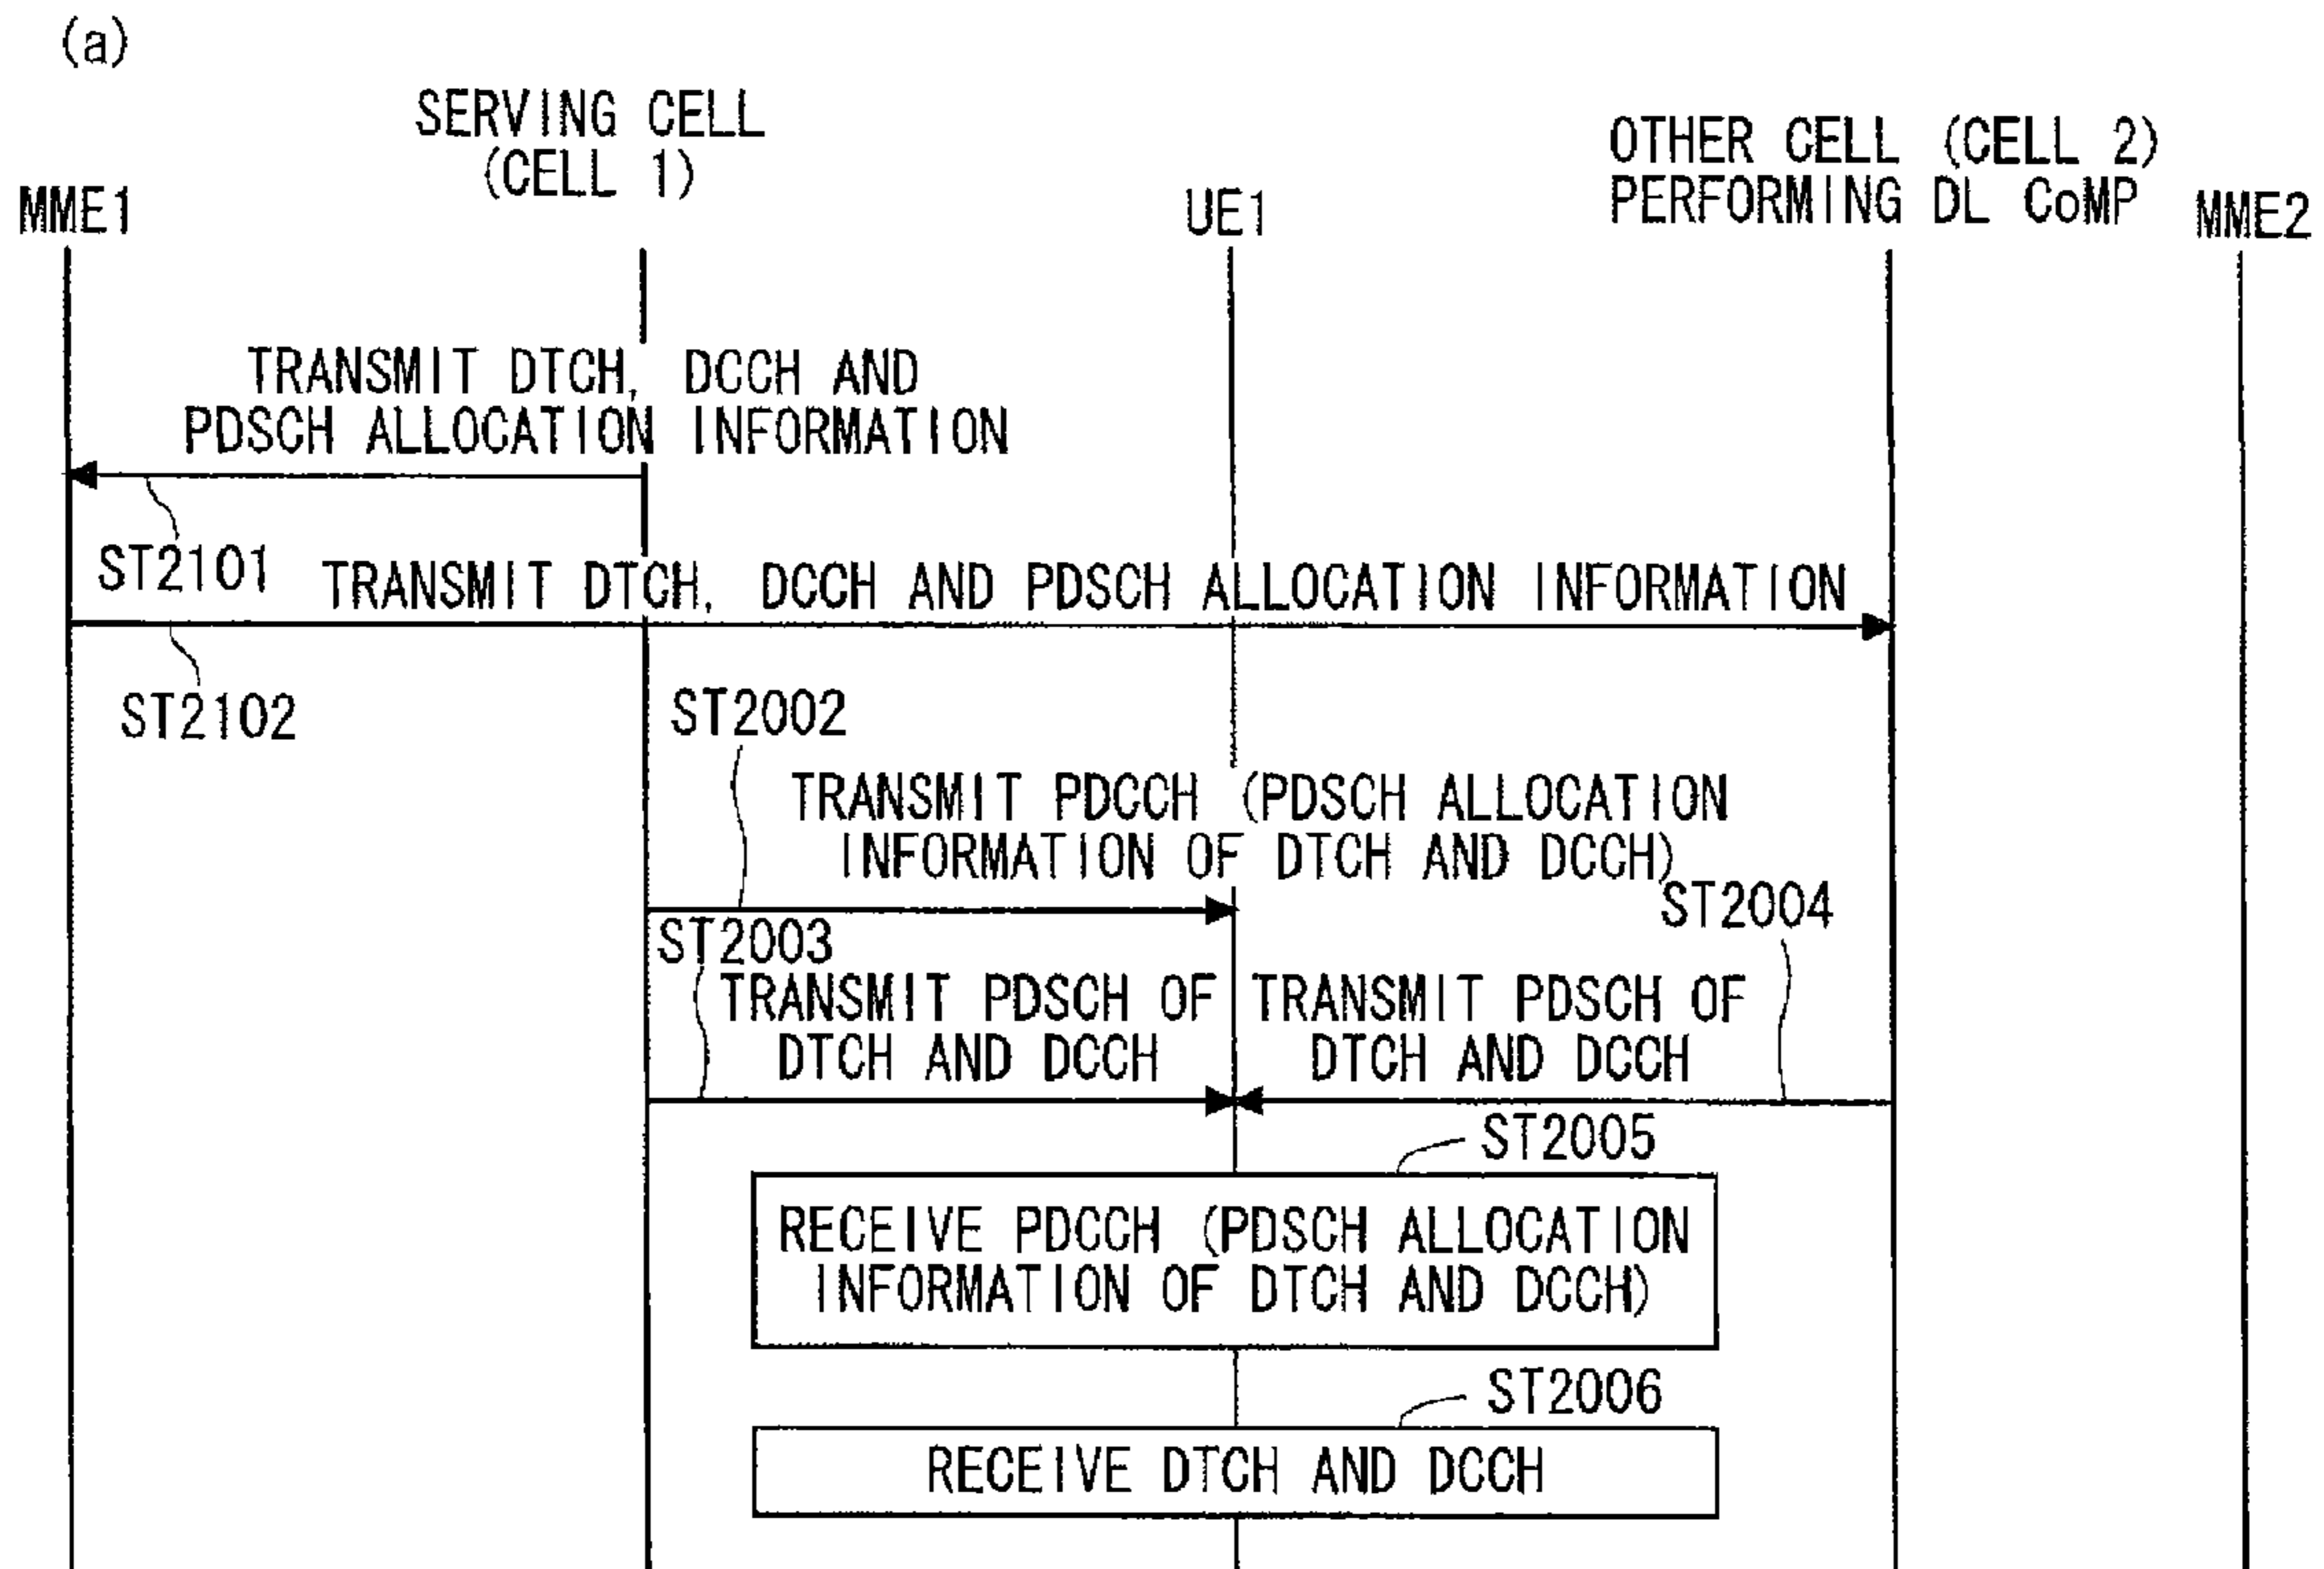 (a)
SERVING CELL
(CELL 1)
OTHER CELL (CELL 2)
PERFORMING DL CoMP
MME1
UE1
MME2
TRANSMIT DTCH, DCCH AND
PDSCH ALLOCATION INFORMATION
ST2101
TRANSMIT DTCH, DCCH AND PDSCH ALLOCATION INFORMATION
ST2102
ST2002
TRANSMIT PDCCH (PDSCH ALLOCATION
INFORMATION OF DTCH AND DCCH)
ST2004
ST2003
TRANSMIT PDSCH OF
DTCH AND DCCH
TRANSMIT PDSCH OF
DTCH AND DCCH
ST2005
RECEIVE PDCCH (PDSCH ALLOCATION
INFORMATION OF DTCH AND DCCH)
ST2006
RECEIVE DTCH AND DCCH